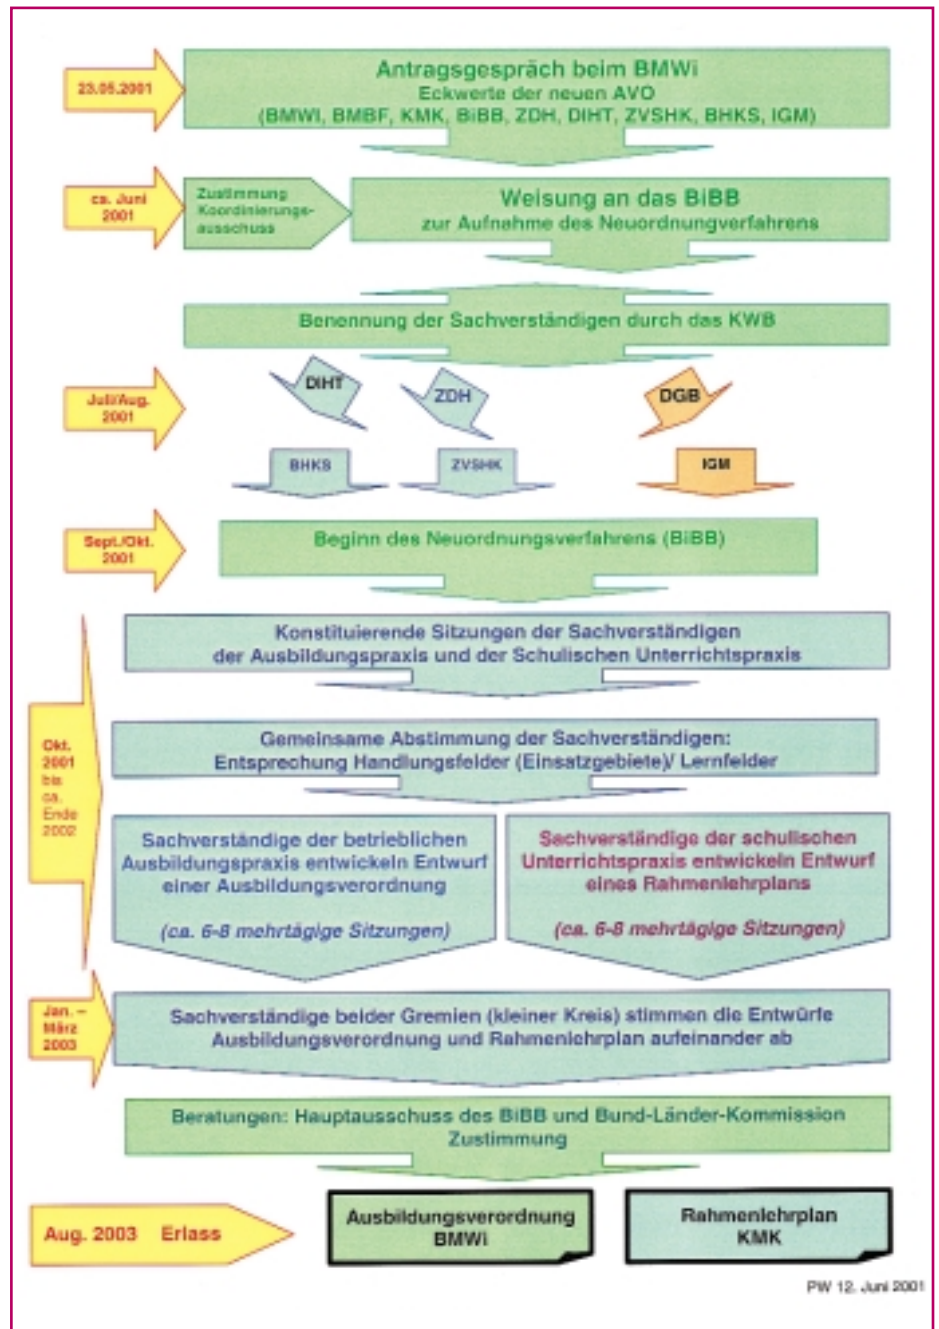 23.05.2001
Antragsgespräch beim BMWi
Eckwerte der neuen AVO
(BMWI, BMBF, KMK, BiBB, ZDH, DIHT, ZVSHK, BHKS, IGM)
ca. Juni
2001
Zustimmung
Koordinierungs-
ausschuss
Weisung an das BiBB
zur Aufnahme des Neuordnungverfahrens
Benennung der Sachverständigen durch das KWB
Juli/Aug.
2001
DIHT
ZDH
DGB
BHKS
ZVSHK
IGM
Sept./Okt.
2001
Beginn des Neuordnungsverfahrens (BiBB)
Konstituierende Sitzungen der Sachverständigen
der Ausbildungspraxis und der Schulischen Unterrichtspraxis
Okt.
2001
bis
ca.
Ende
2002
Gemeinsame Abstimmung der Sachverständigen:
Entsprechung Handlungsfelder (Einsatzgebiete)/ Lernfelder
Sachverständige der betrieblichen
Ausbildungspraxis entwickeln Entwurf
einer Ausbildungsverordnung
(ca. 6-8 mehrtägige Sitzungen)
Sachverständige der schulischen
Unterrichtspraxis entwickeln Entwurf
eines Rahmenlehrplans
(ca. 6-8 mehrtägige Sitzungen)
Jan. –
März
2003
Sachverständige beider Gremien (kleiner Kreis) stimmen die Entwürfe
Ausbildungsverordnung und Rahmenlehrplan aufeinander ab
Beratungen: Hauptausschuss des BiBB und Bund-Länder-Kommission
Zustimmung
Aug. 2003 Erlass
Ausbildungsverordnung
BMWi
Rahmenlehrplan
KMK
PW 12. Juni 2001